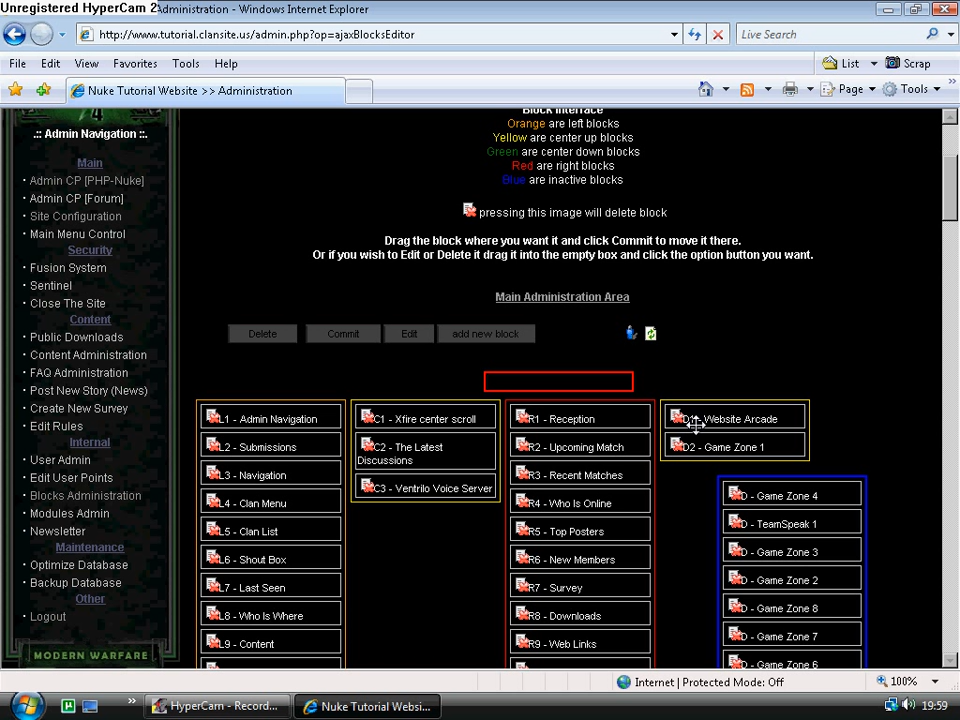 Unregistered HyperCam 2
Administration - Windows Internet Explorer
http://www.tutorial.clansite.us/admin.php?op=ajaxBlocksEditor
Live Search
File Edit View Favorites Tools Help
List Scrap
Nuke Tutorial Website >> Administration
Page Tools
.:: Admin Navigation ::.
Main
· Admin CP [PHP-Nuke]
· Admin CP [Forum]
· Site Configuration
· Main Menu Control
Security
· Fusion System
· Sentinel
· Close The Site
Content
· Public Downloads
· Content Administration
· FAQ Administration
· Post New Story (News)
· Create New Survey
· Edit Rules
Internal
· User Admin
· Edit User Points
· Blocks Administration
· Modules Admin
· Newsletter
Maintenance
· Optimize Database
· Backup Database
Other
· Logout
MODERN WARFARE
Block Interface
Orange are left blocks
Yellow are center up blocks
Green are center down blocks
Red are right blocks
Blue are inactive blocks
pressing this image will delete block
Drag the block where you want it and click Commit to move it there.
Or if you wish to Edit or Delete it drag it into the empty box and click the option button you want.
Main Administration Area
Delete Commit Edit add new block
L1 - Admin Navigation
L2 - Submissions
L3 - Navigation
L4 - Clan Menu
L5 - Clan List
L6 - Shout Box
L7 - Last Seen
L8 - Who Is Where
L9 - Content
C1 - Xfire center scroll
C2 - The Latest
Discussions
C3 - Ventrilo Voice Server
R1 - Reception
R2 - Upcoming Match
R3 - Recent Matches
R4 - Who Is Online
R5 - Top Posters
R6 - New Members
R7 - Survey
R8 - Downloads
R9 - Web Links
D1 - Website Arcade
D2 - Game Zone 1
D - Game Zone 4
D - TeamSpeak 1
D - Game Zone 3
D - Game Zone 2
D - Game Zone 8
D - Game Zone 7
D - Game Zone 6
Internet | Protected Mode: Off
100%
HyperCam - Record...
Nuke Tutorial Websi...
19:59